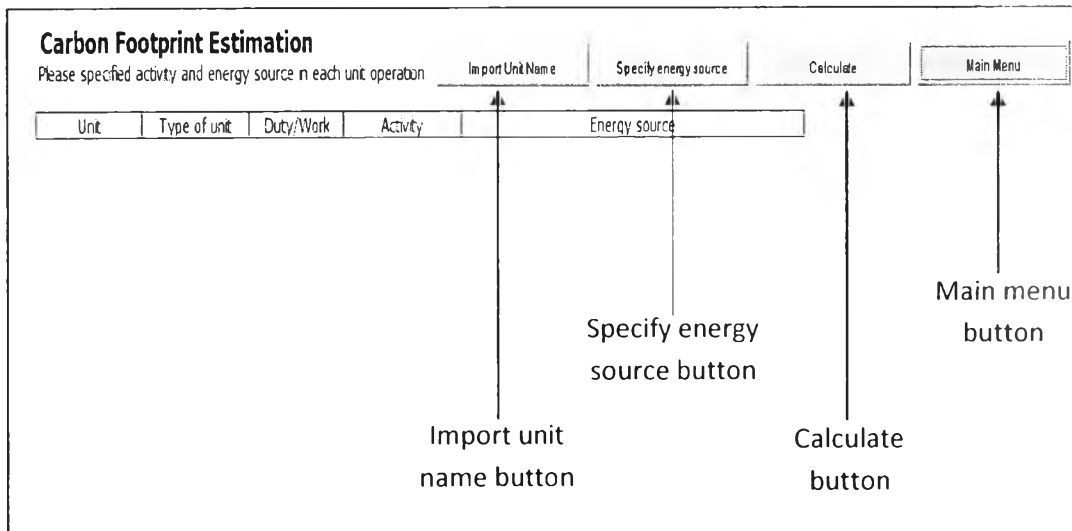 Carbon Footprint Estimation
Please specified activity and energy source in each unit operation
Import Unit Name
Specify energy source
Calculate
Main Menu
Unit
Type of unit
Duty/Work
Activity
Energy source
Main menu
button
Specify energy
source button
Import unit
name button
Calculate
button